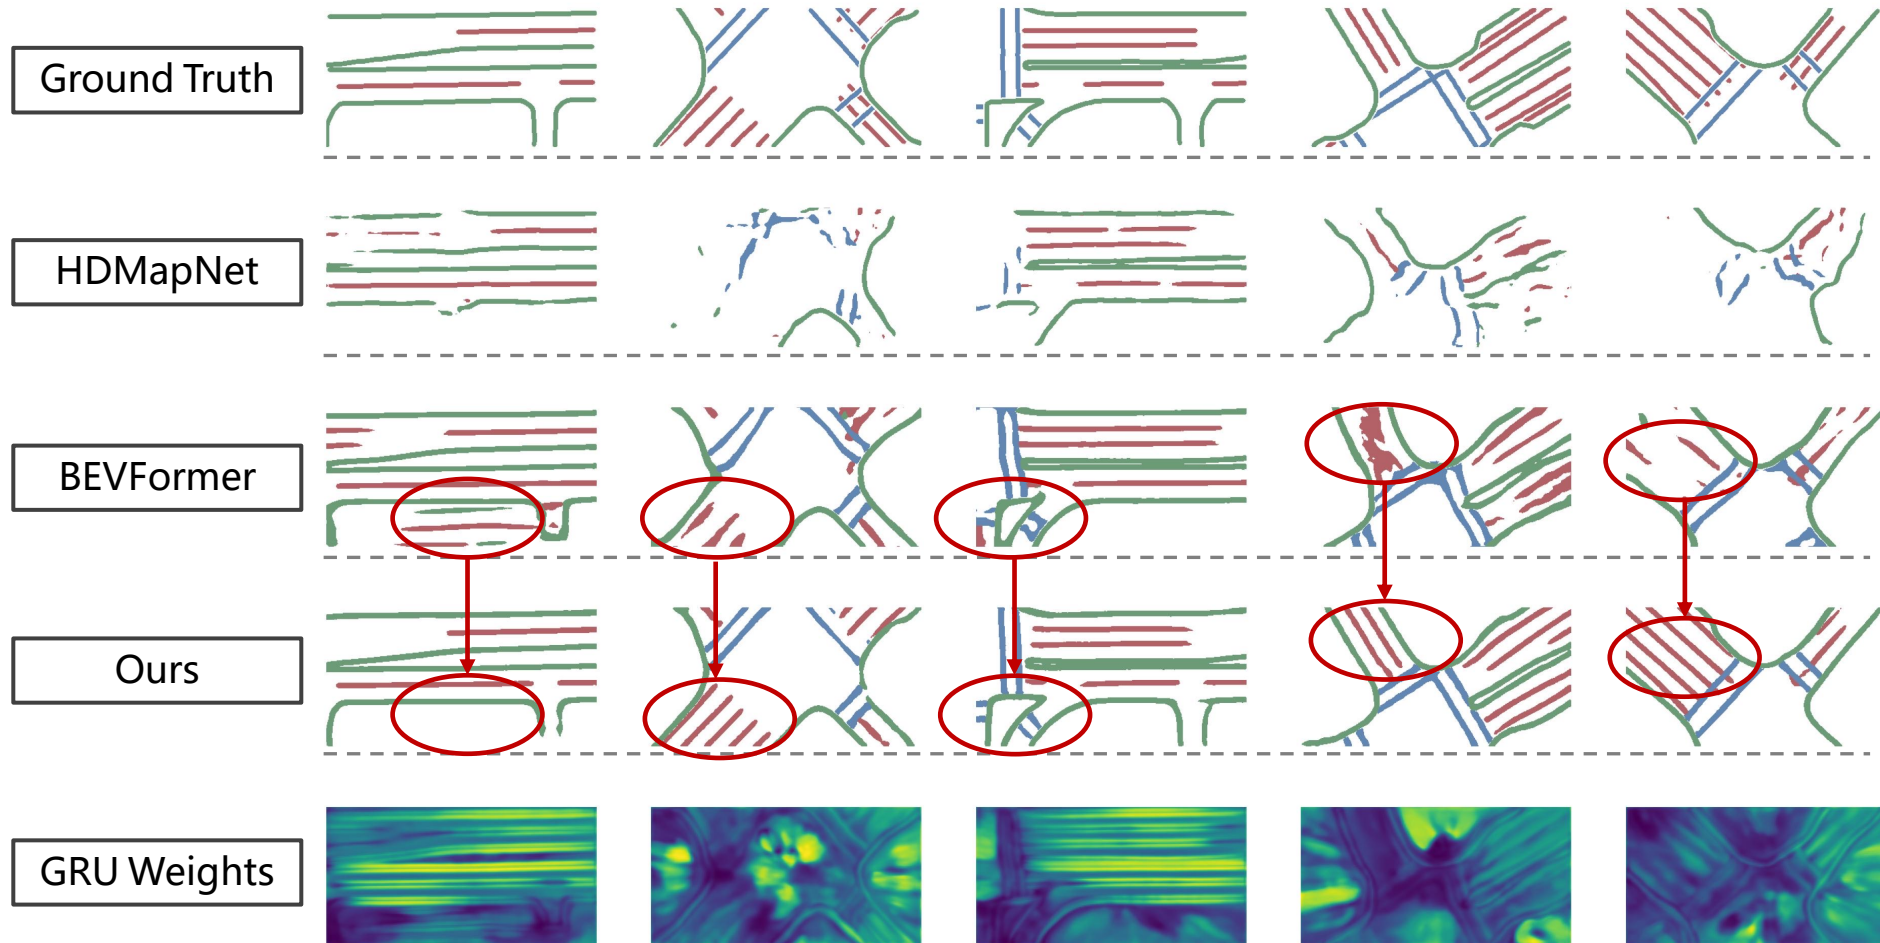 Ground Truth
HDMapNet
BEVFormer
Ours
GRU Weights